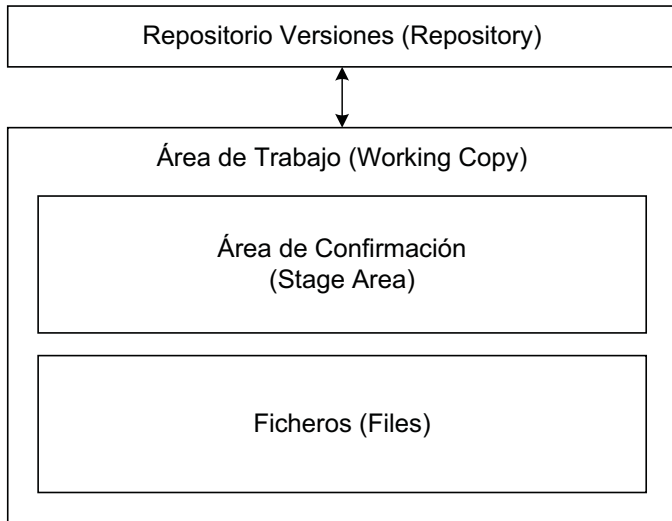 Repositorio Versiones (Repository)
Área de Trabajo (Working Copy)
Área de Confirmación
(Stage Area)
Ficheros (Files)